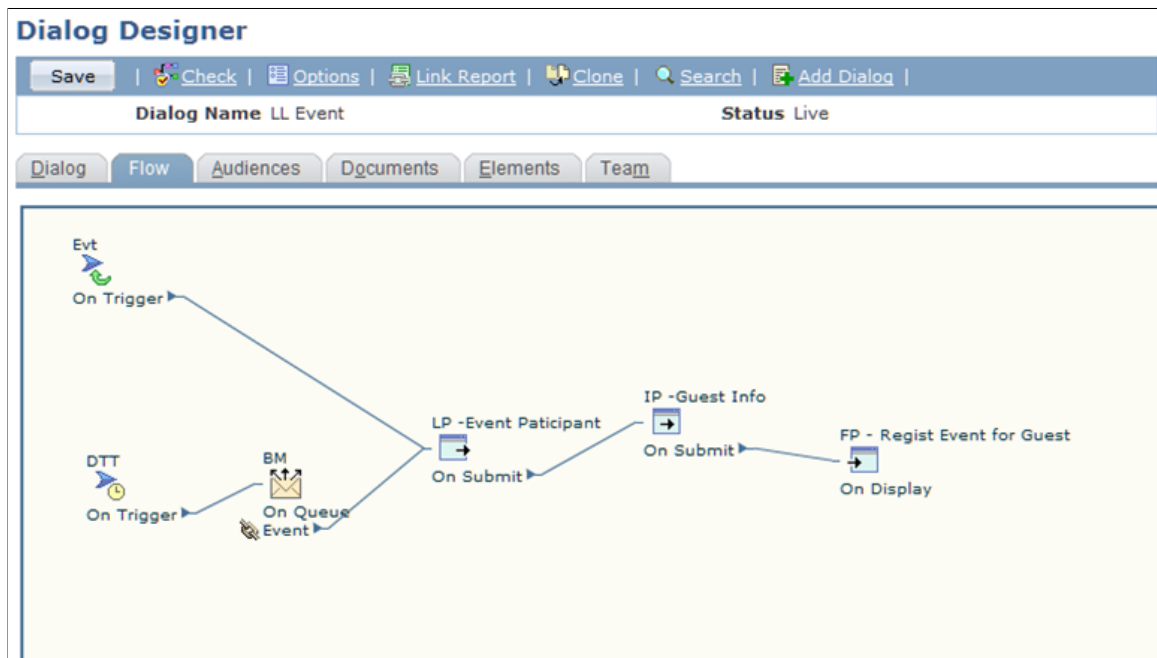 Dialog Designer
Save | Check | Options | Link Report | Clone | Search | Add Dialog |
Dialog Name LL Event Status Live
Dialog Flow Audiences Documents Elements Team
Evt
On Trigger
IP -Guest Info
On Submit
LP -Event Paticipant
On Submit
FP - Regist Event for Guest
On Display
DTT
On Trigger
BM
On Queue
Event